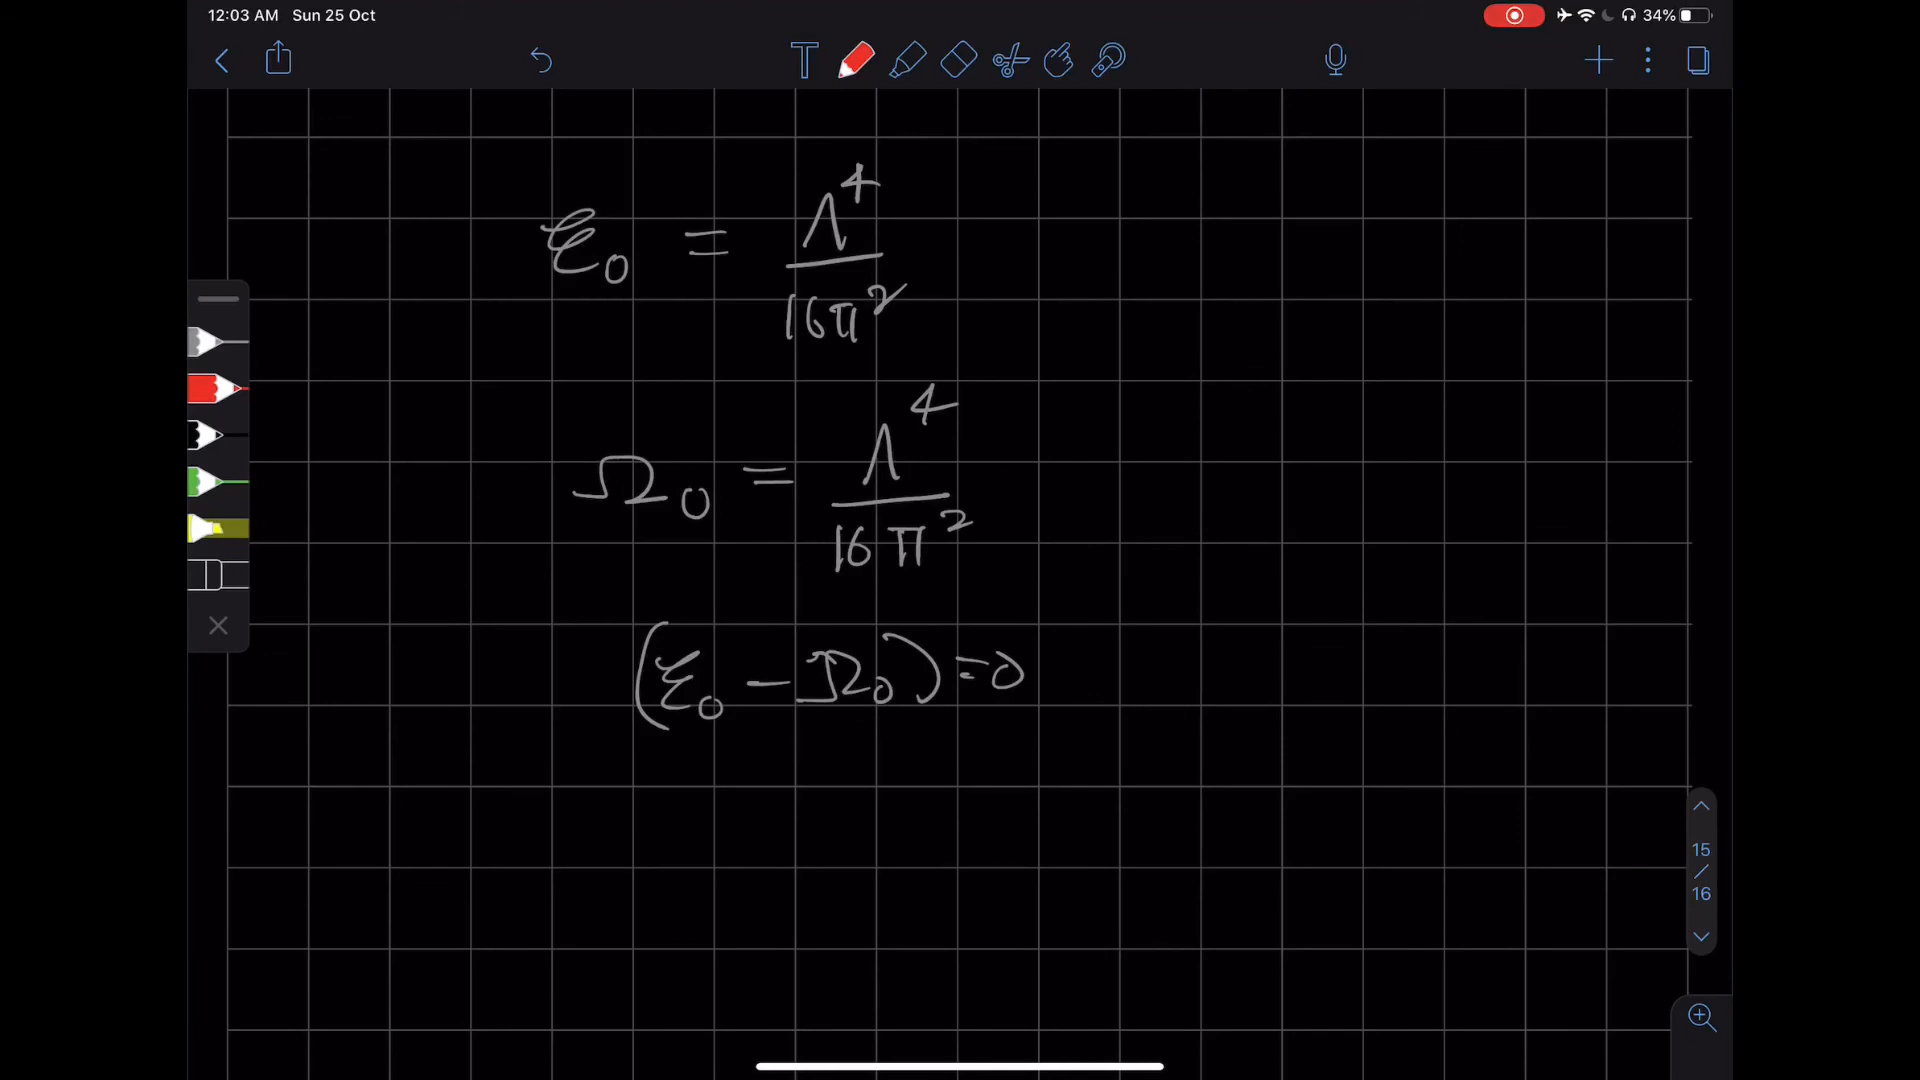 12:03 AM Sun 25 Oct 34%
ℰ₀ = Λ⁴ / 16π²
Ω₀ = Λ⁴ / 16π²
(ℰ₀ − Ω₀) = 0
15
/
16